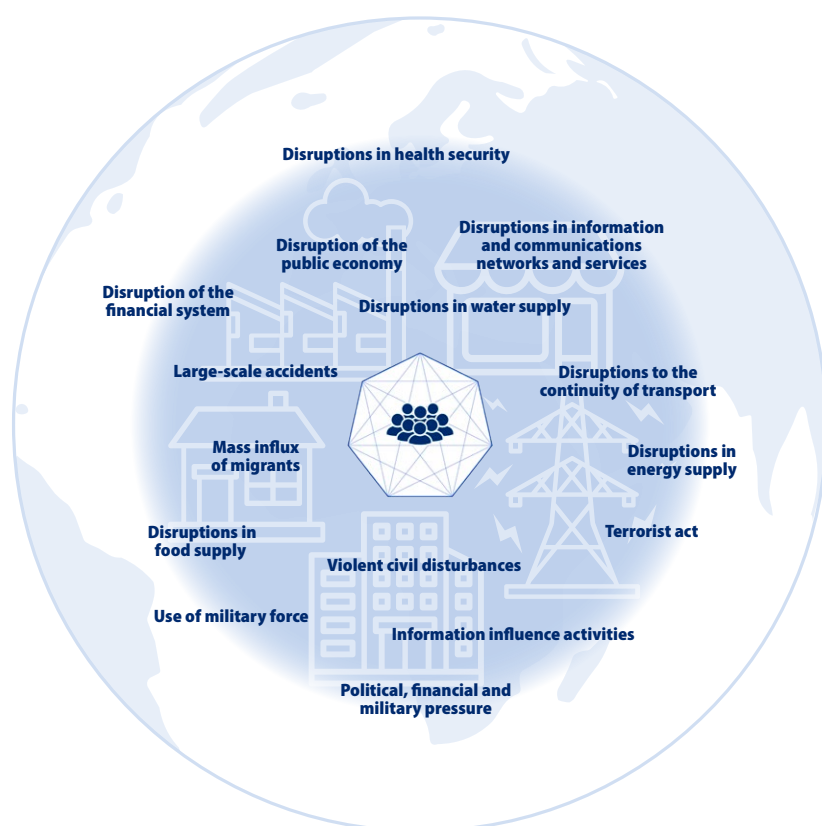 Disruptions in health security
Disruptions in information
and communications
networks and services
Disruption of the
public economy
Disruption of the
financial system
Disruptions in water supply
Large-scale accidents
Disruptions to the
continuity of transport
Mass influx
of migrants
Disruptions in
energy supply
Disruptions in
food supply
Terrorist act
Violent civil disturbances
Use of military force
Information influence activities
Political, financial and
military pressure